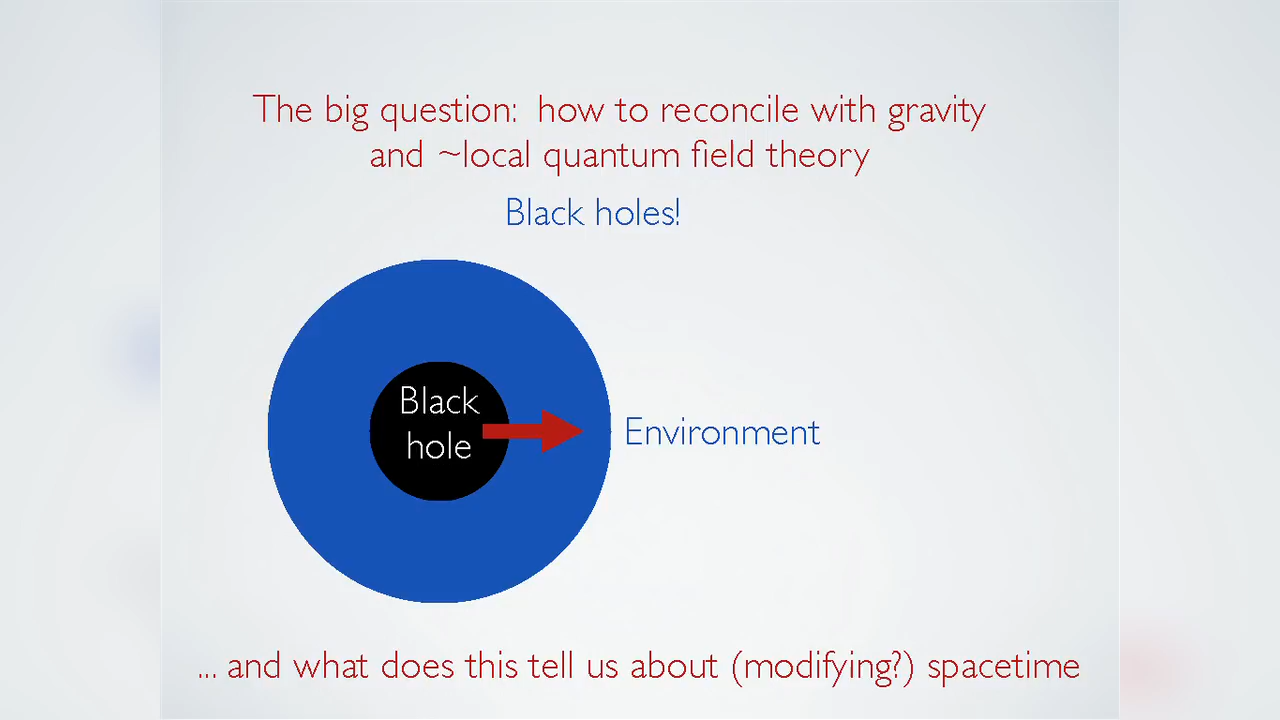 The big question: how to reconcile with gravity
and ~local quantum field theory
Black holes!
Black
hole
Environment
... and what does this tell us about (modifying?) spacetime